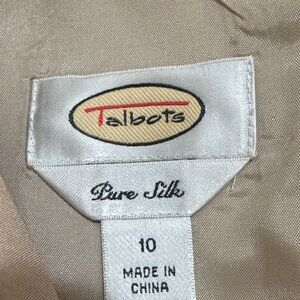 Talbots
Pure Silk
10
MADE IN
CHINA